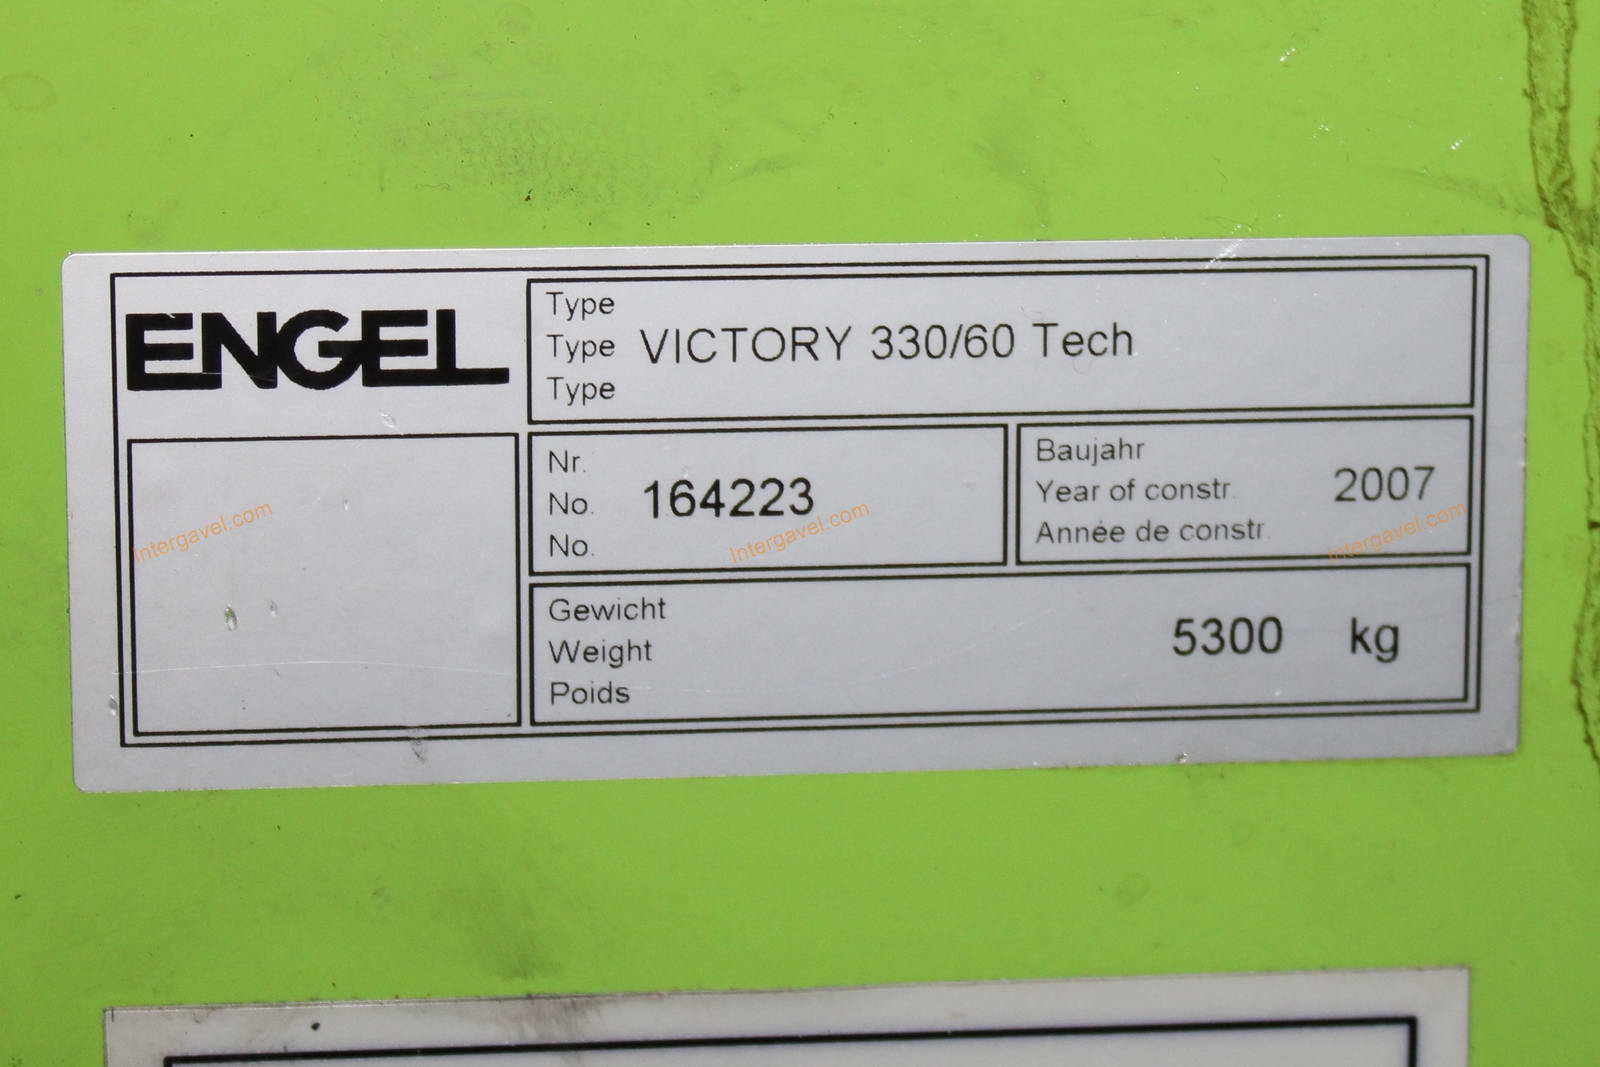 ENGEL
Type
Type VICTORY 330/60 Tech
Type
Nr.
No. 164223
No.
Baujahr
Year of constr. 2007
Année de constr.
intergavel.com
intergavel.com
intergavel.com
Gewicht
Weight 5300 kg
Poids